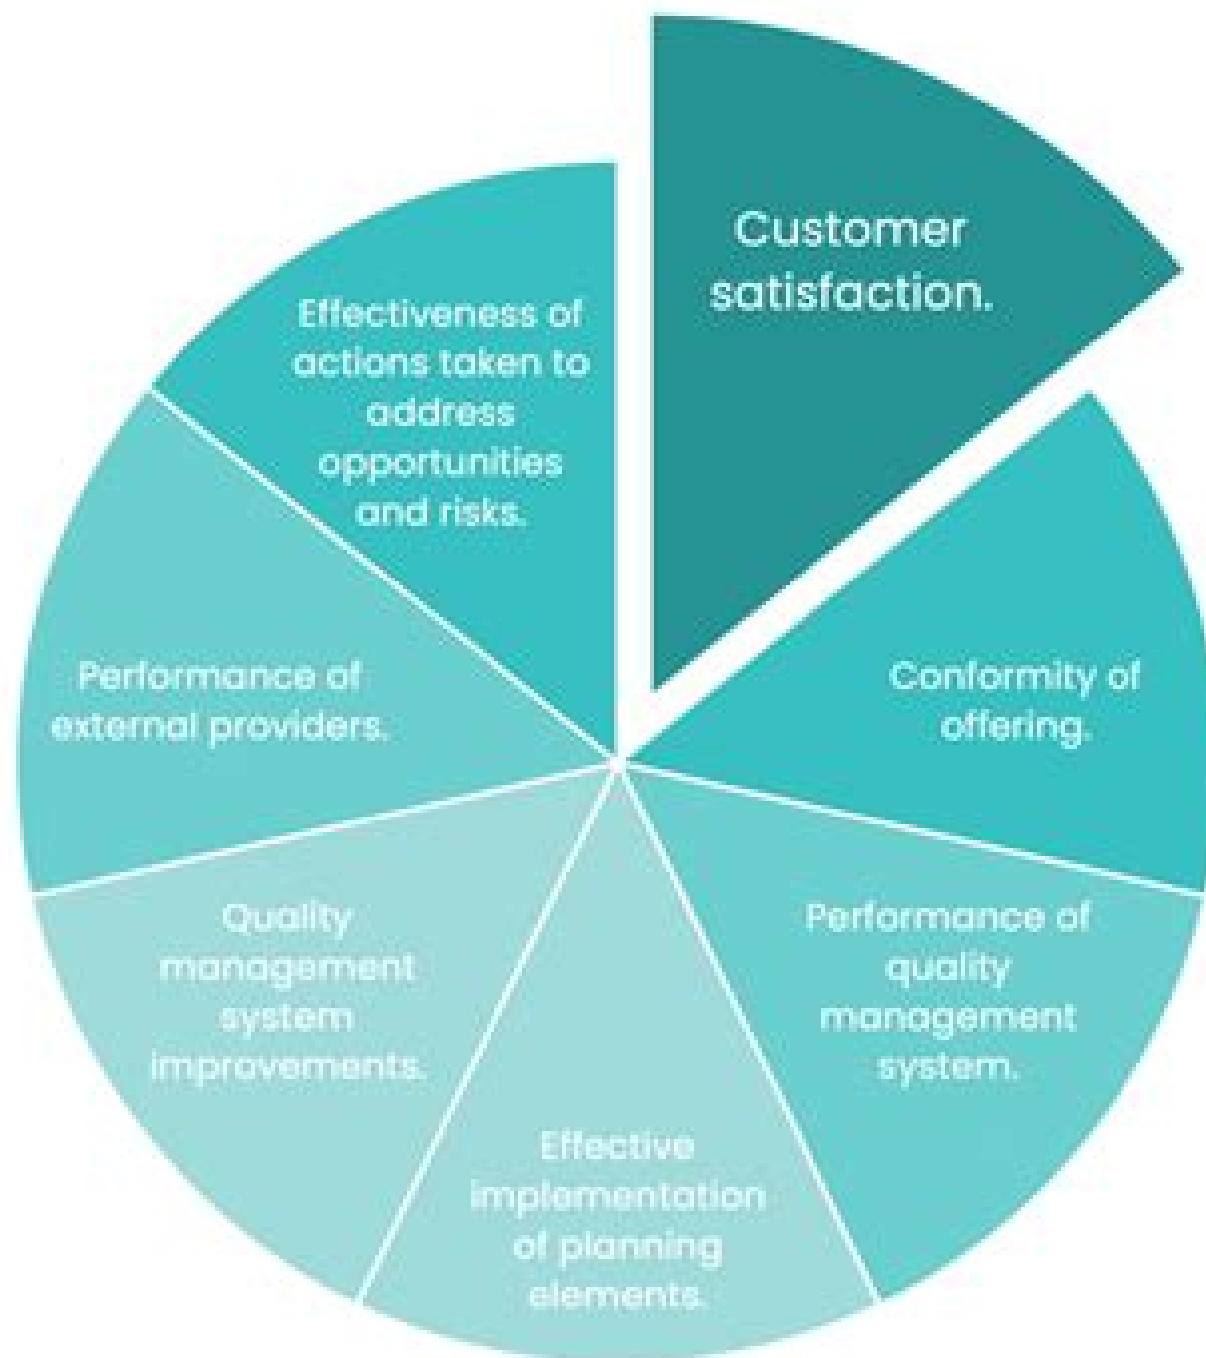 Customer
satisfaction.
Conformity of
offering.
Performance of
quality
management
system.
Effective
implementation
of planning
elements.
Quality
management
system
improvements.
Performance of
external providers.
Effectiveness of
actions taken to
address
opportunities
and risks.